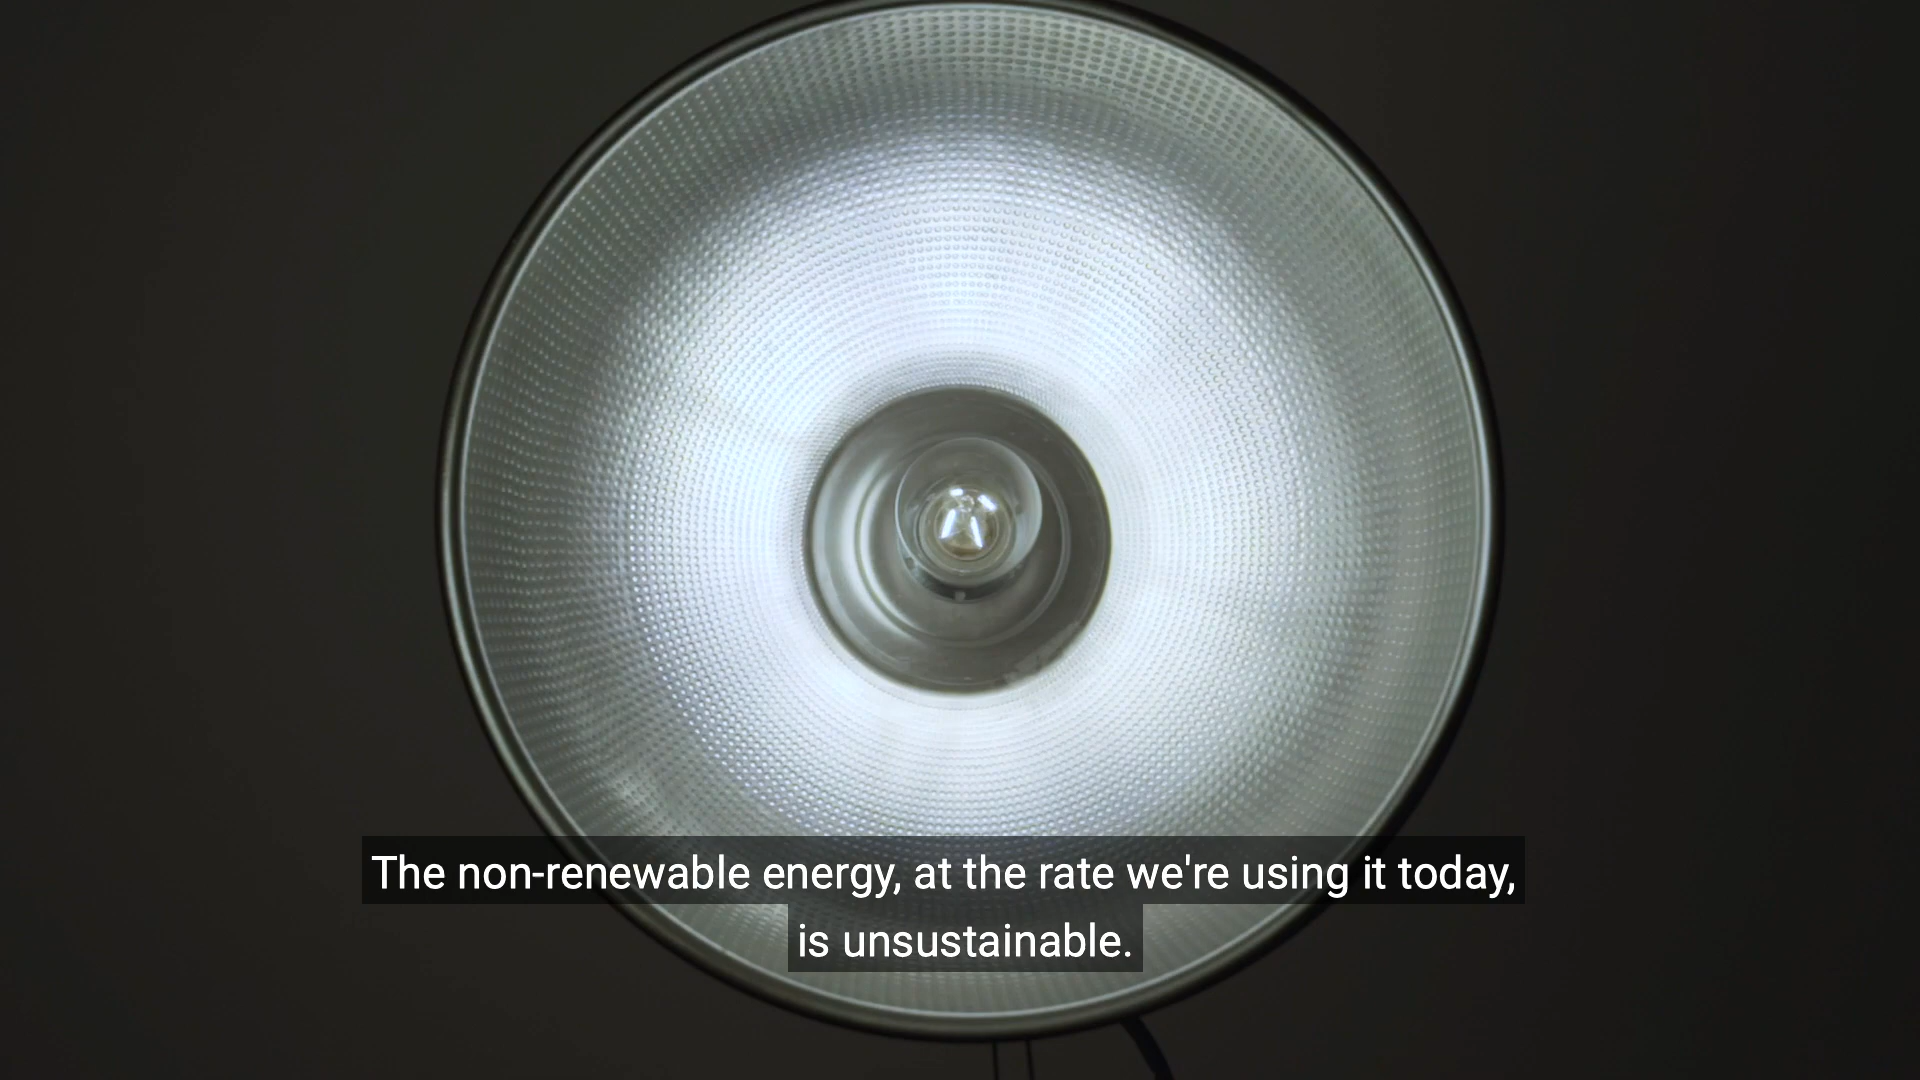 The non-renewable energy, at the rate we're using it today,
is unsustainable.